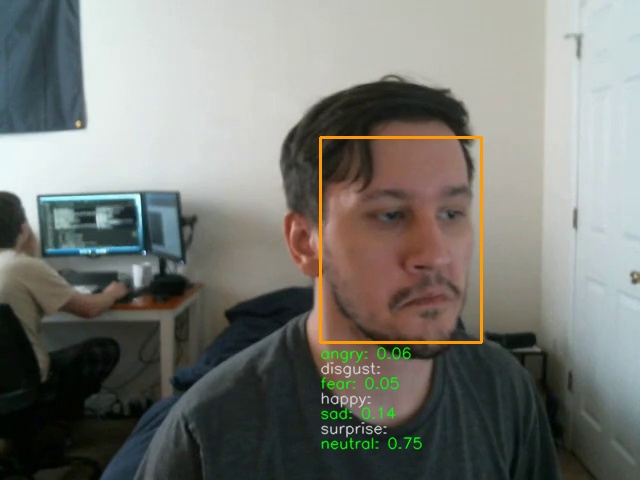 angry: 0.06
disgust:
fear: 0.05
happy:
sad: 0.14
surprise:
neutral: 0.75